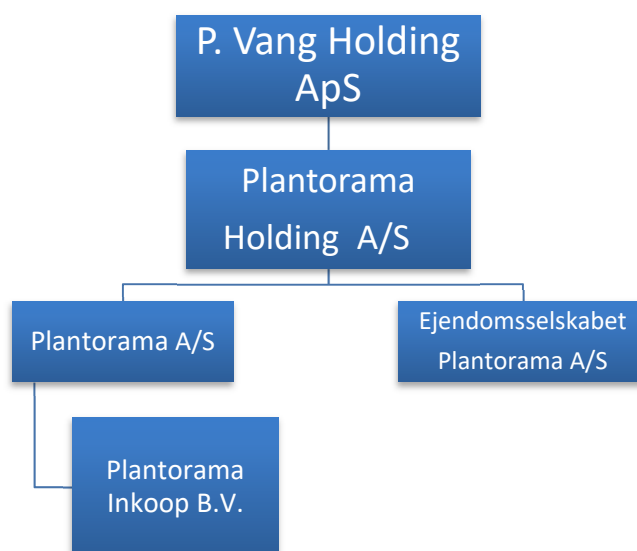 P. Vang Holding
ApS
Plantorama
Holding A/S
Plantorama A/S
Ejendomsselskabet
Plantorama A/S
Plantorama
Inkoop B.V.